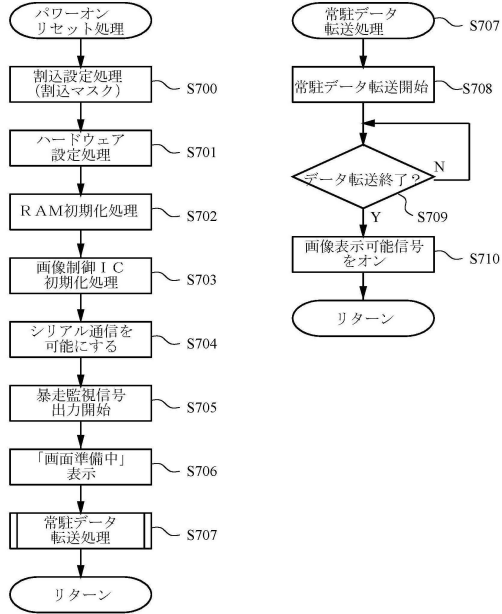 パワーオン
リセット処理
割込設定処理
（割込マスク）
S700
ハードウェア
設定処理
S701
ＲＡＭ初期化処理
S702
画像制御ＩＣ
初期化処理
S703
シリアル通信を
可能にする
S704
暴走監視信号
出力開始
S705
「画面準備中」
表示
S706
常駐データ
転送処理
S707
リターン
常駐データ
転送処理
S707
常駐データ転送開始
S708
データ転送終了？
N
Y
S709
画像表示可能信号
をオン
S710
リターン